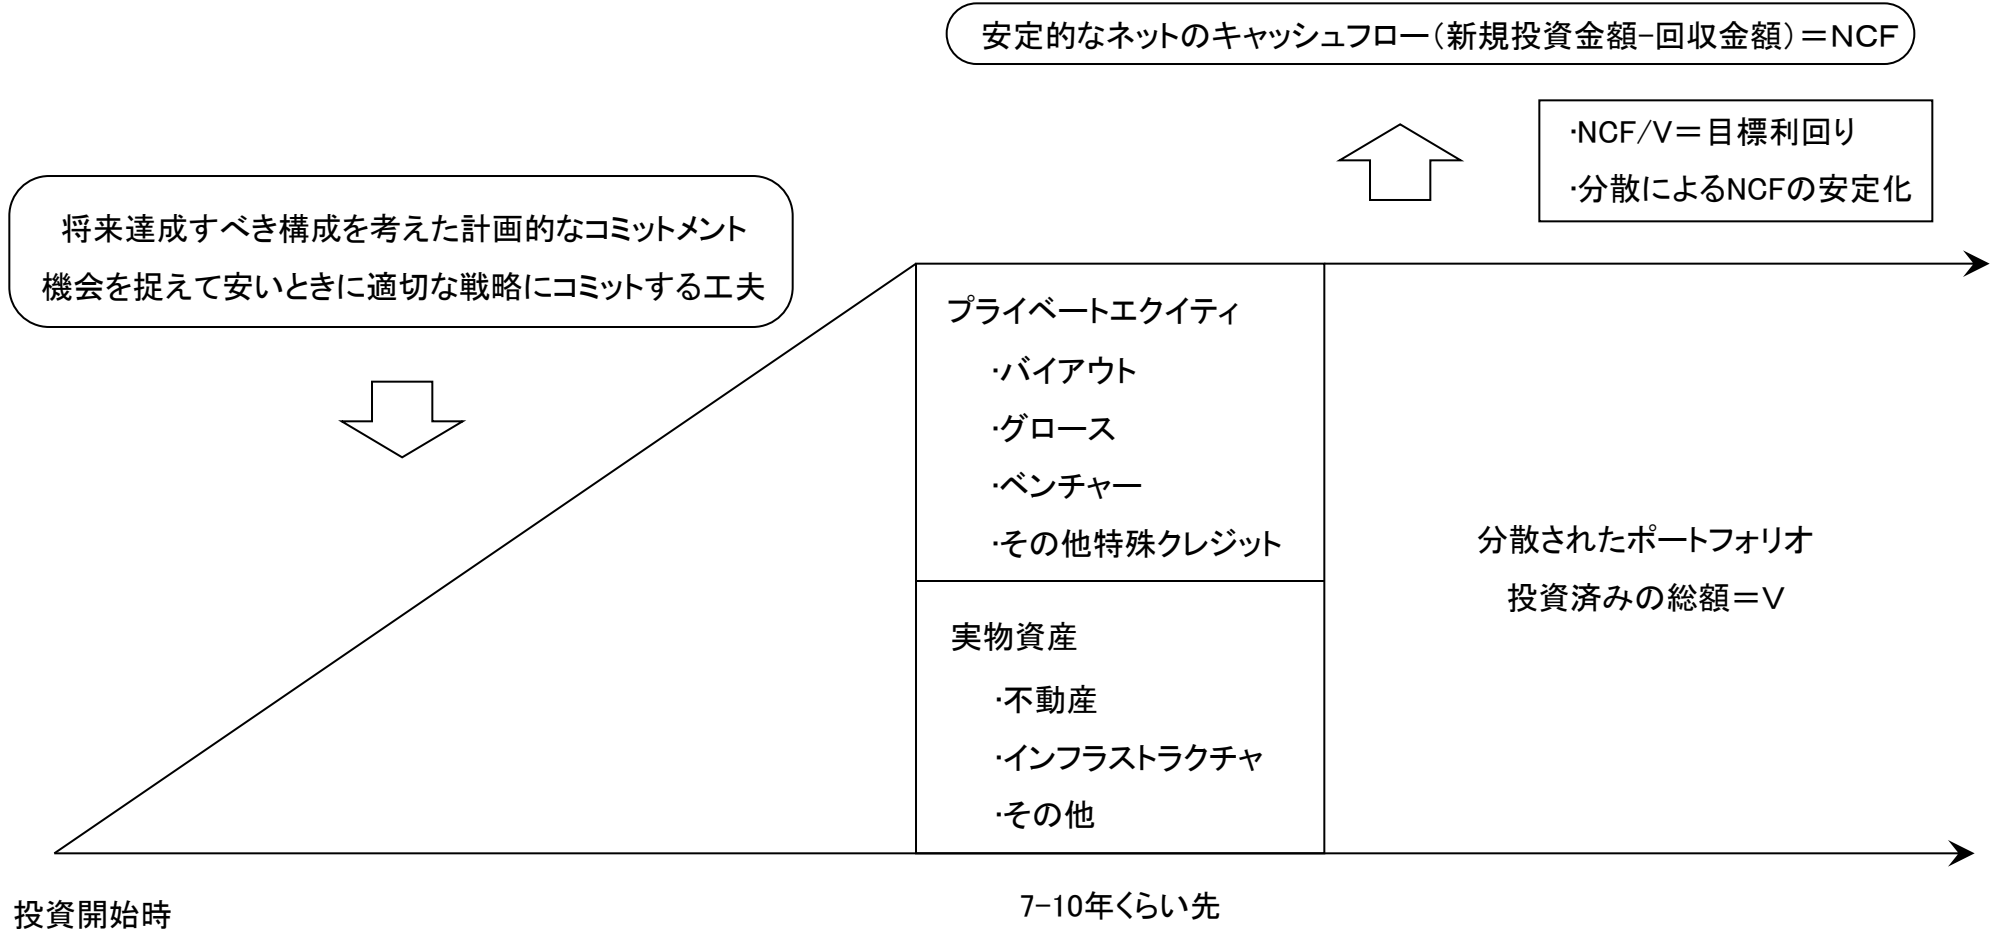 安定的なネットのキャッシュフロー(新規投資金額-回収金額)=NCF
・NCF/V=目標利回り
・分散によるNCFの安定化
将来達成すべき構成を考えた計画的なコミットメント
機会を捉えて安いときに適切な戦略にコミットする工夫
プライベートエクイティ
・バイアウト
・グロース
・ベンチャー
・その他特殊クレジット
実物資産
・不動産
・インフラストラクチャ
・その他
分散されたポートフォリオ
投資済みの総額=V
投資開始時
7-10年くらい先